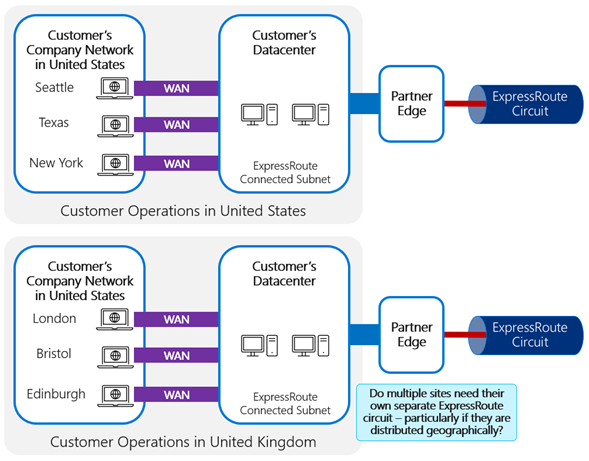 Customer's
Company Network
in United States
Seattle
Texas
New York
WAN
WAN
WAN
Customer's
Datacenter
ExpressRoute
Connected Subnet
Partner
Edge
ExpressRoute
Circuit
Customer Operations in United States
Customer's
Company Network
in United States
London
Bristol
Edinburgh
WAN
WAN
WAN
Customer's
Datacenter
ExpressRoute
Connected Subnet
Partner
Edge
ExpressRoute
Circuit
Do multiple sites need their
own separate ExpressRoute
circuit – particularly if they are
distributed geographically?
Customer Operations in United Kingdom